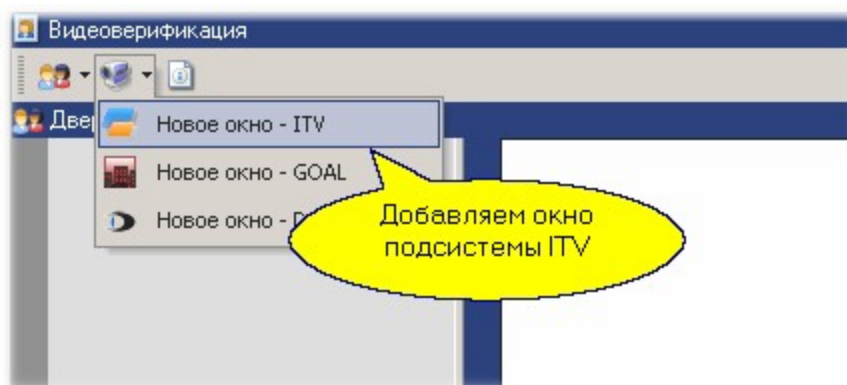 Видеоверификация
Новое окно - ITV
Новое окно - GOAL
Новое окно -
Добавляем окно
подсистемы ITV